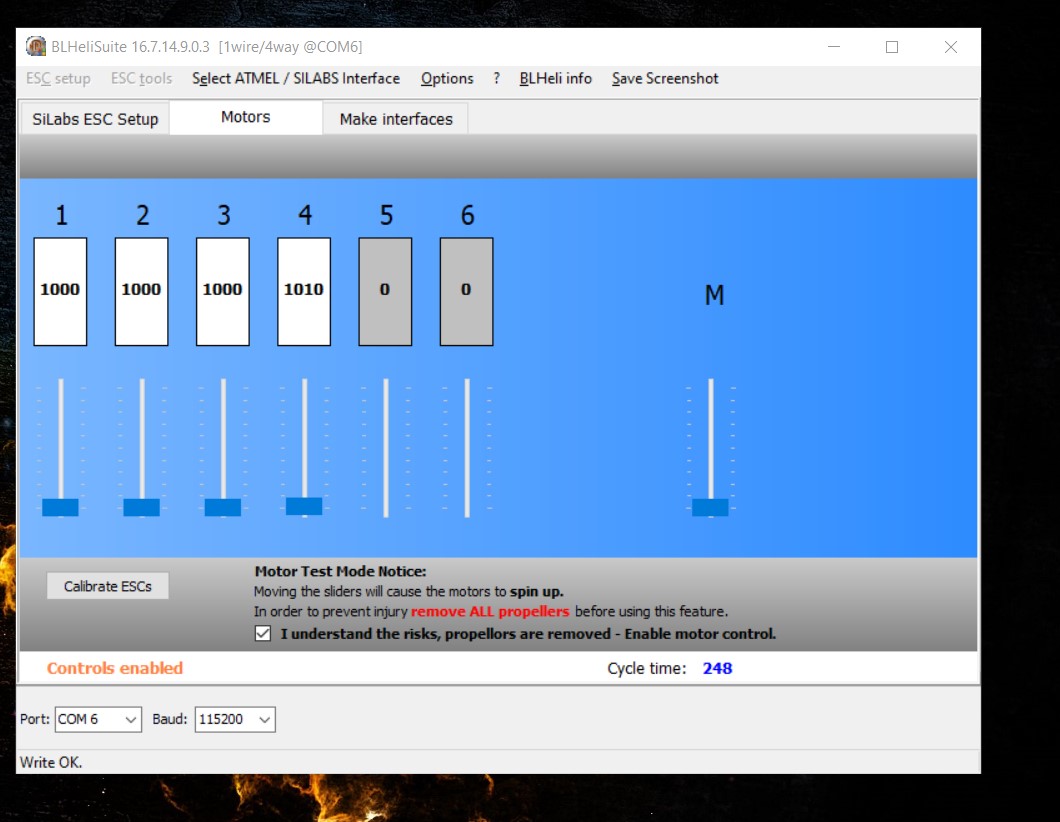 BLHeliSuite 16.7.14.9.0.3 [1wire/4way @COM6]
ESC setup ESC tools Select ATMEL / SILABS Interface Options ? BLHeli info Save Screenshot
SiLabs ESC Setup Motors Make interfaces
1 2 3 4 5 6
1000 1000 1000 1010 0 0
M
Calibrate ESCs
Motor Test Mode Notice:
Moving the sliders will cause the motors to spin up.
In order to prevent injury remove ALL propellers before using this feature.
I understand the risks, propellors are removed - Enable motor control.
Controls enabled Cycle time: 248
Port: COM 6 Baud: 115200
Write OK.